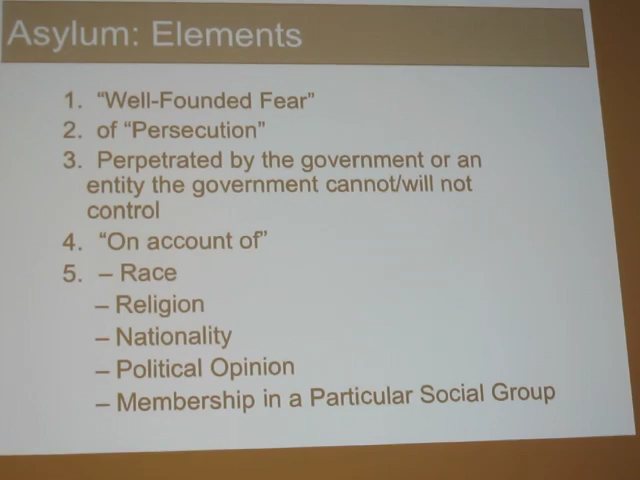 Asylum: Elements
1. "Well-Founded Fear"
2. of "Persecution"
3. Perpetrated by the government or an
entity the government cannot/will not
control
4. "On account of"
5. – Race
– Religion
– Nationality
– Political Opinion
– Membership in a Particular Social Group